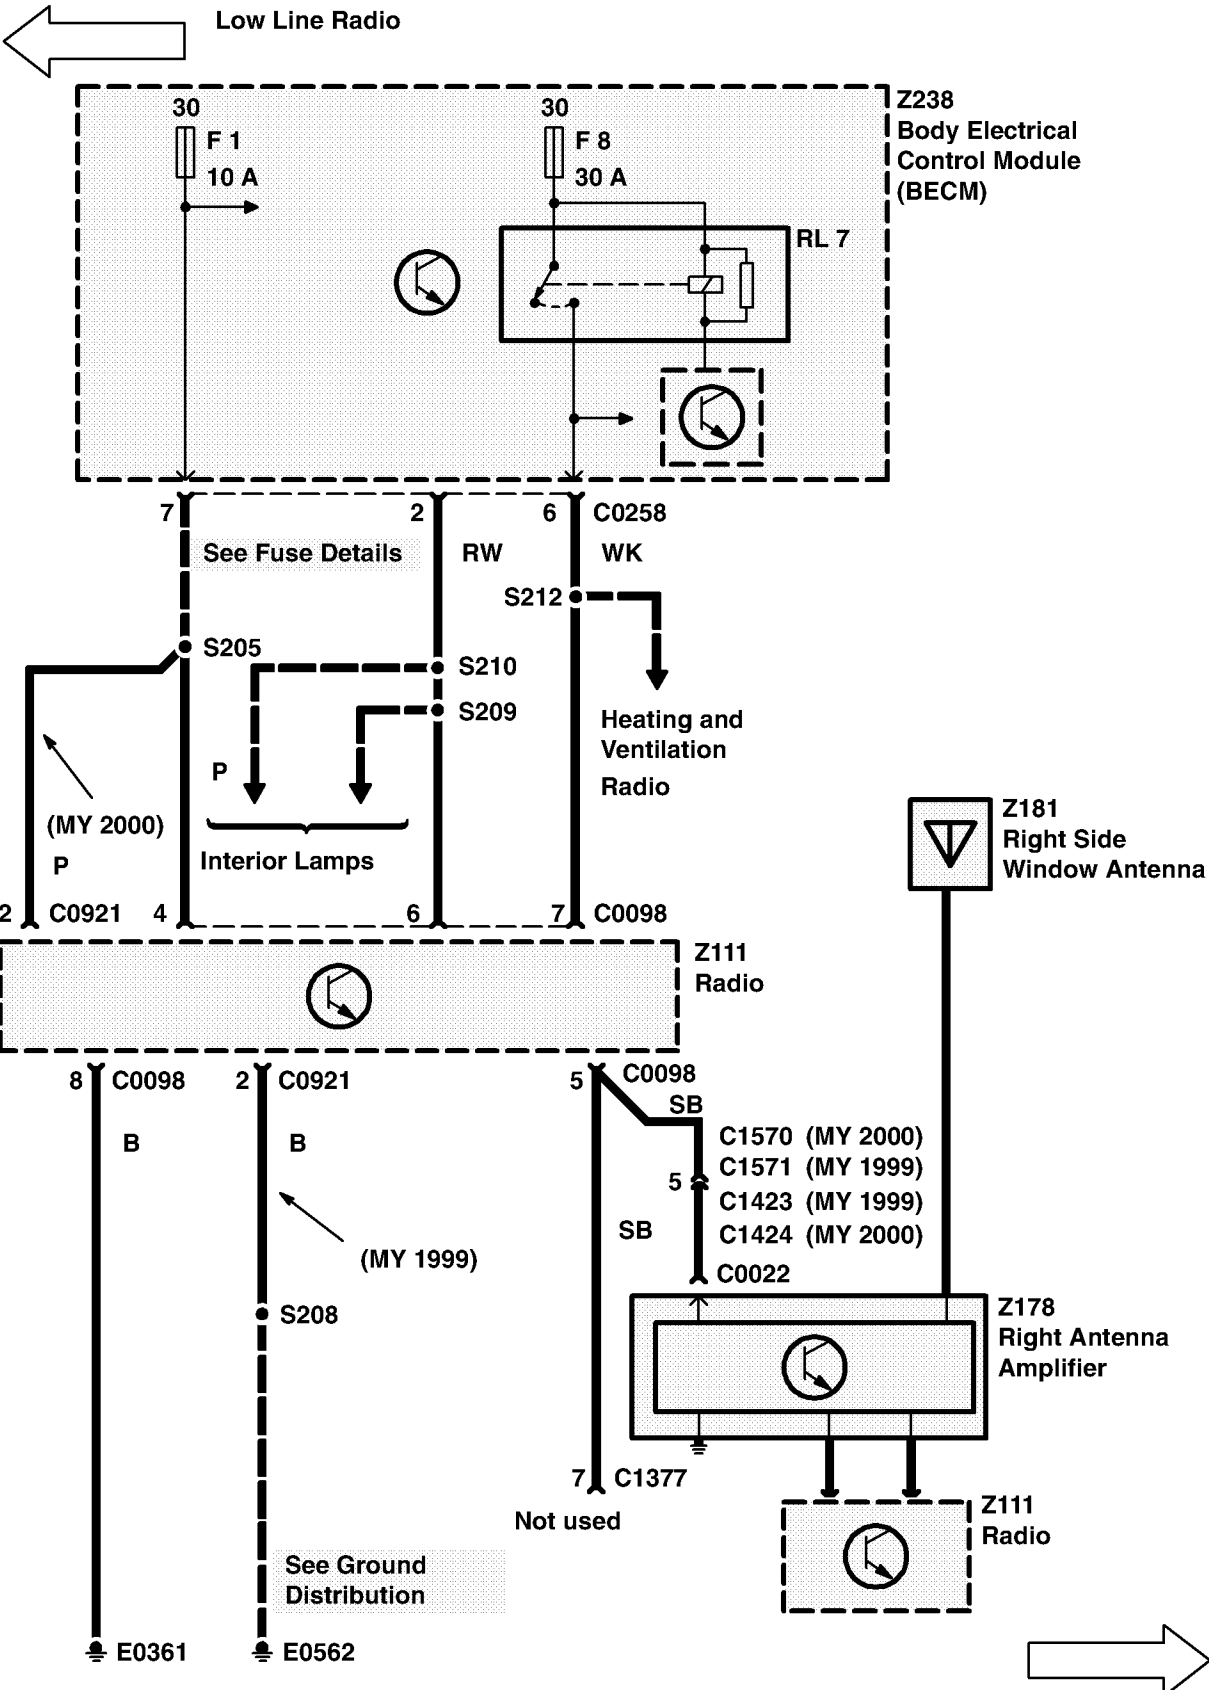 Low Line Radio
30
F 1
10 A
30
F 8
30 A
Z238
Body Electrical
Control Module
(BECM)
RL 7
7
2
6
C0258
See Fuse Details
RW
WK
S212
S205
S210
S209
P
Heating and
Ventilation
Radio
(MY 2000)
P
Interior Lamps
Z181
Right Side
Window Antenna
2
C0921
4
6
7
C0098
Z111
Radio
8
C0098
2
C0921
5
C0098
SB
B
B
C1570 (MY 2000)
C1571 (MY 1999)
5
C1423 (MY 1999)
C1424 (MY 2000)
SB
(MY 1999)
C0022
S208
Z178
Right Antenna
Amplifier
7
C1377
Not used
Z111
Radio
See Ground
Distribution
E0361
E0562